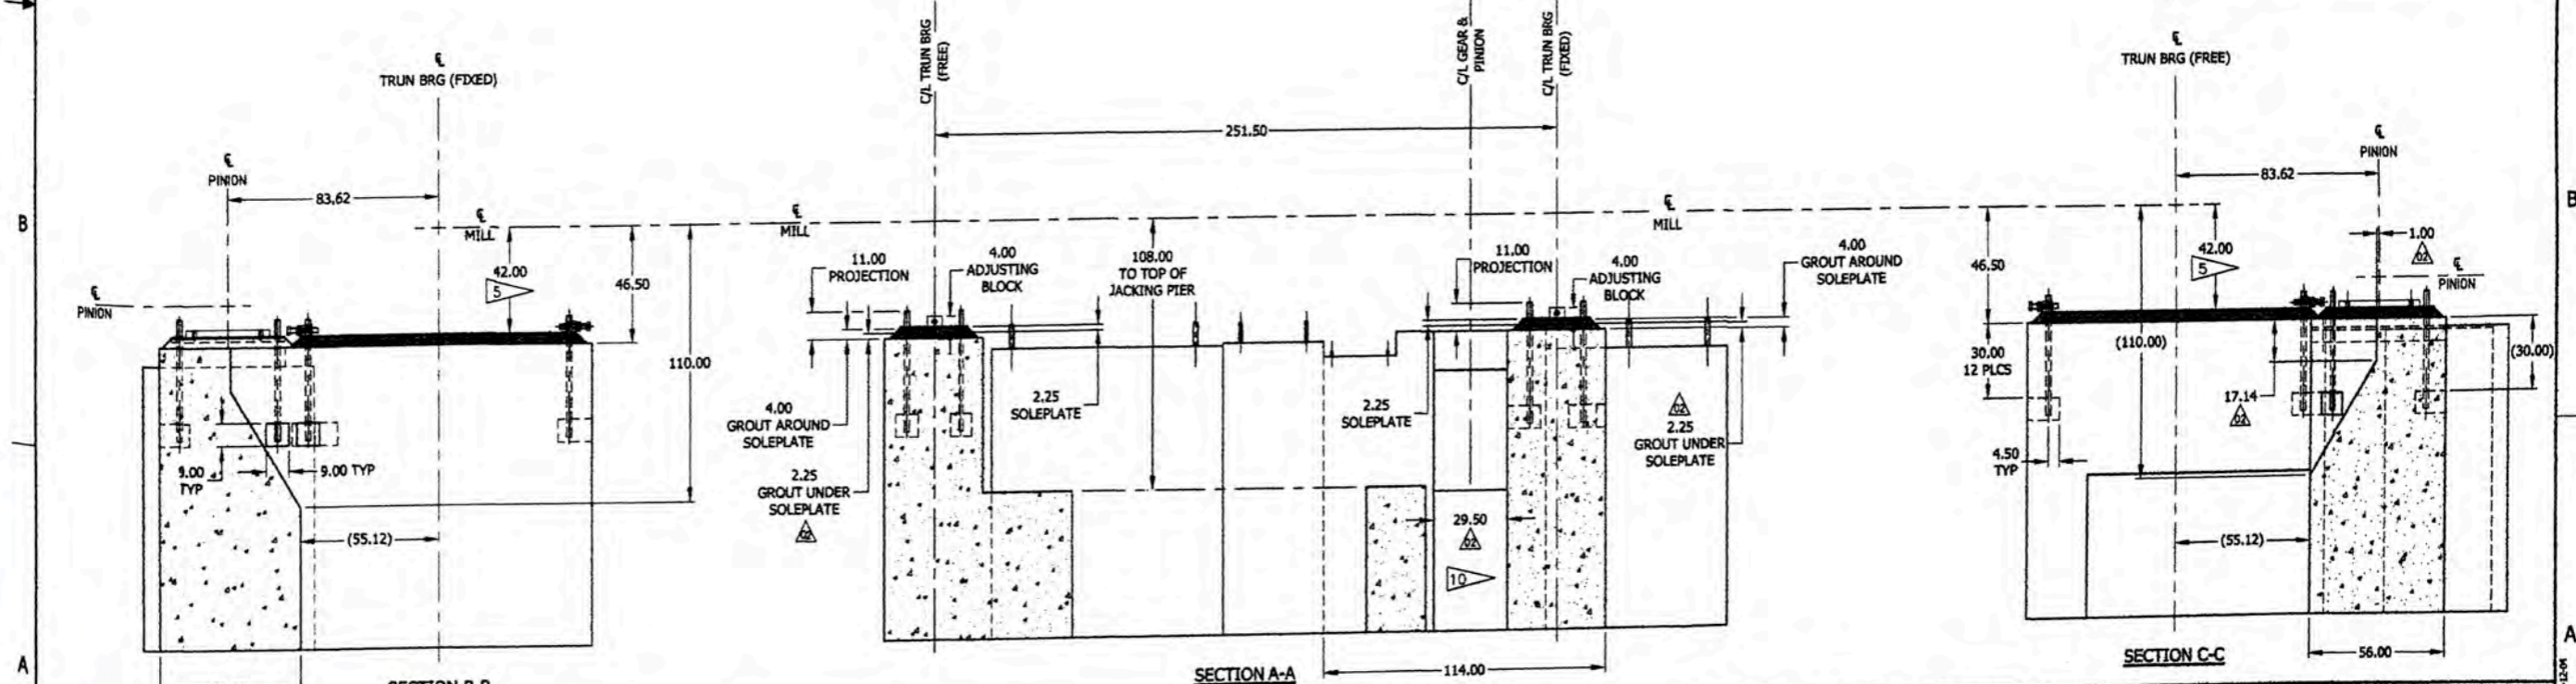 ℄
TRUN BRG (FIXED)
℄
PINION
83.62
℄
MILL
42.00
5
46.50
℄
PINION
110.00
9.00
TYP
9.00 TYP
(55.12)
B
A
C/L TRUN BRG
(FREE)
C/L GEAR &
PINION
C/L TRUN BRG
(FIXED)
251.50
℄
MILL
℄
MILL
11.00
PROJECTION
4.00
ADJUSTING
BLOCK
108.00
TO TOP OF
JACKING PIER
11.00
PROJECTION
4.00
ADJUSTING
BLOCK
4.00
GROUT AROUND
SOLEPLATE
4.00
GROUT AROUND
SOLEPLATE
2.25
SOLEPLATE
2.25
SOLEPLATE
2.25
GROUT UNDER
SOLEPLATE
02
02
2.25
GROUT UNDER
SOLEPLATE
29.50
02
10
114.00
SECTION A-A
℄
TRUN BRG (FREE)
℄
PINION
83.62
1.00
02
46.50
42.00
5
℄
PINION
(110.00)
30.00
12 PLCS
(30.00)
17.14
4.50
TYP
(55.12)
SECTION C-C
56.00
B
A